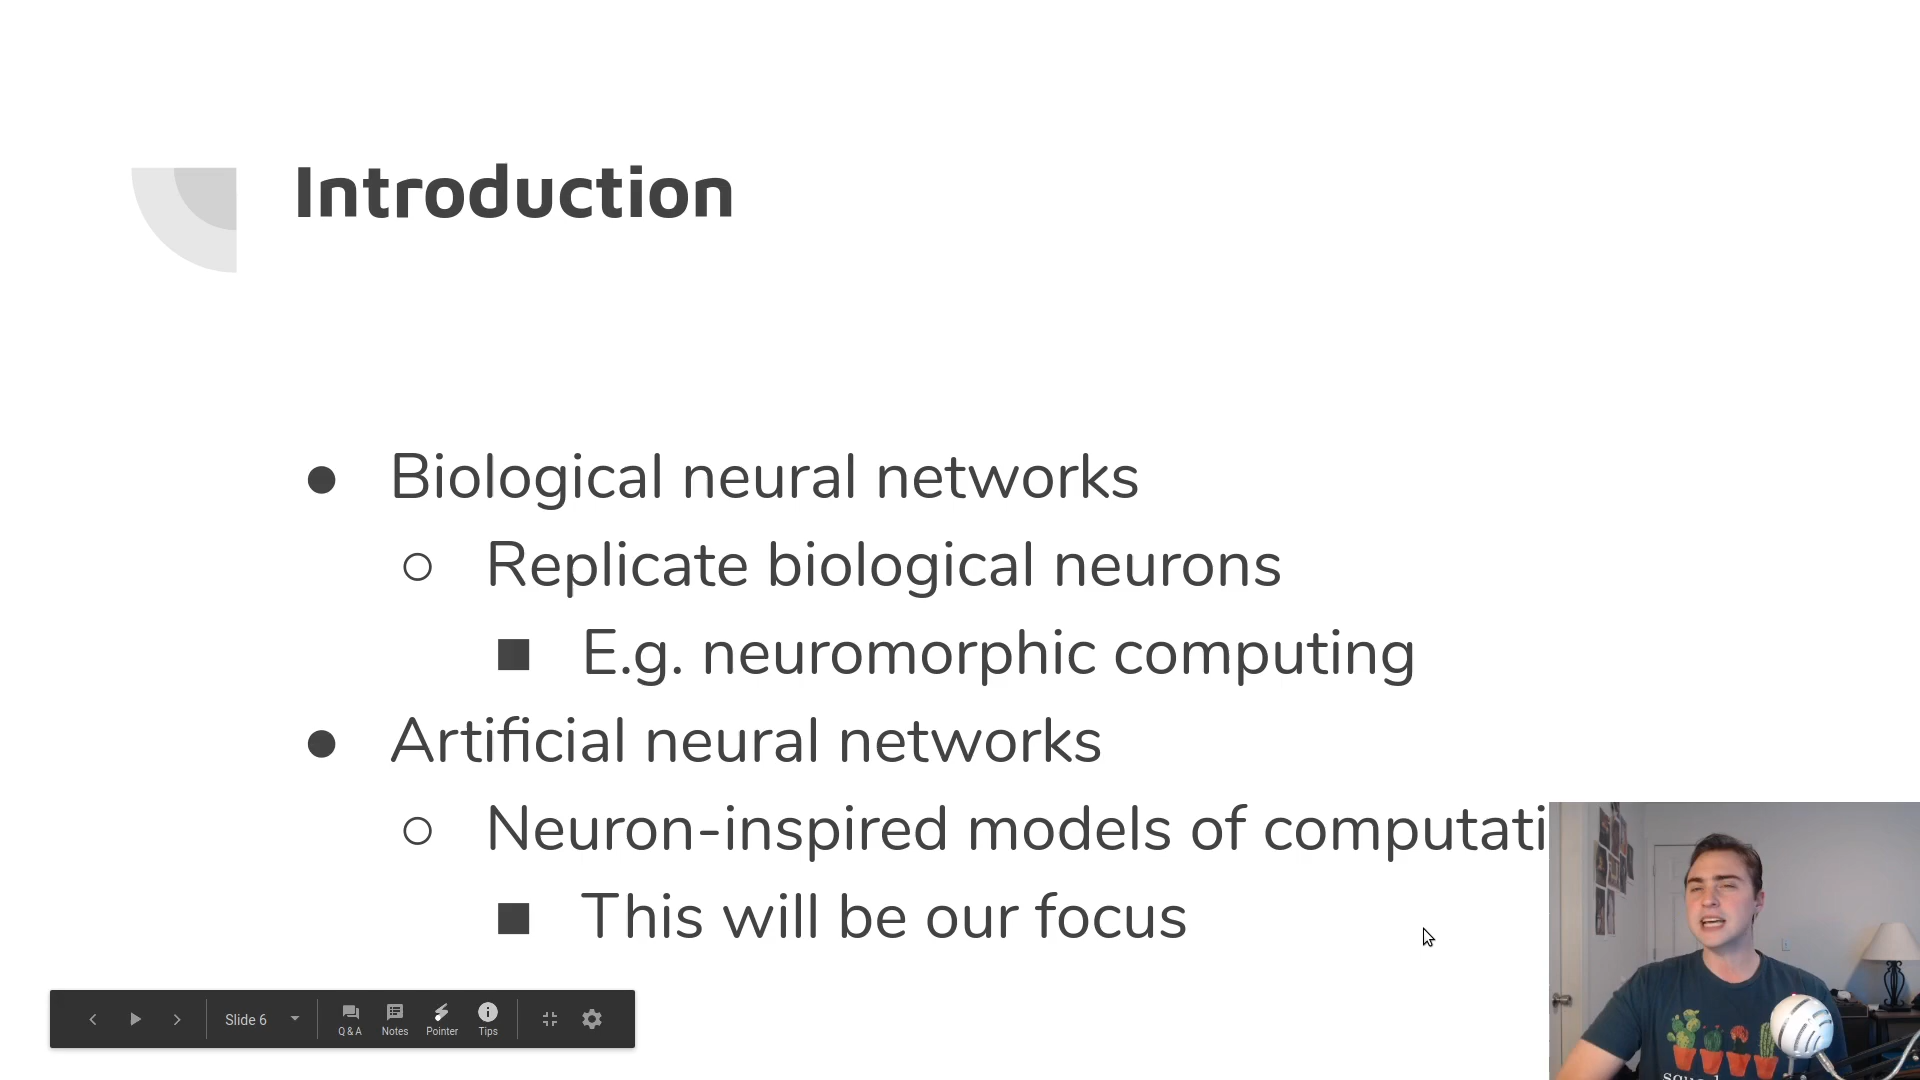 Introduction
Biological neural networks
Replicate biological neurons
E.g. neuromorphic computing
Artificial neural networks
Neuron-inspired models of computati
This will be our focus
Slide 6
Q & A
Notes
Pointer
Tips